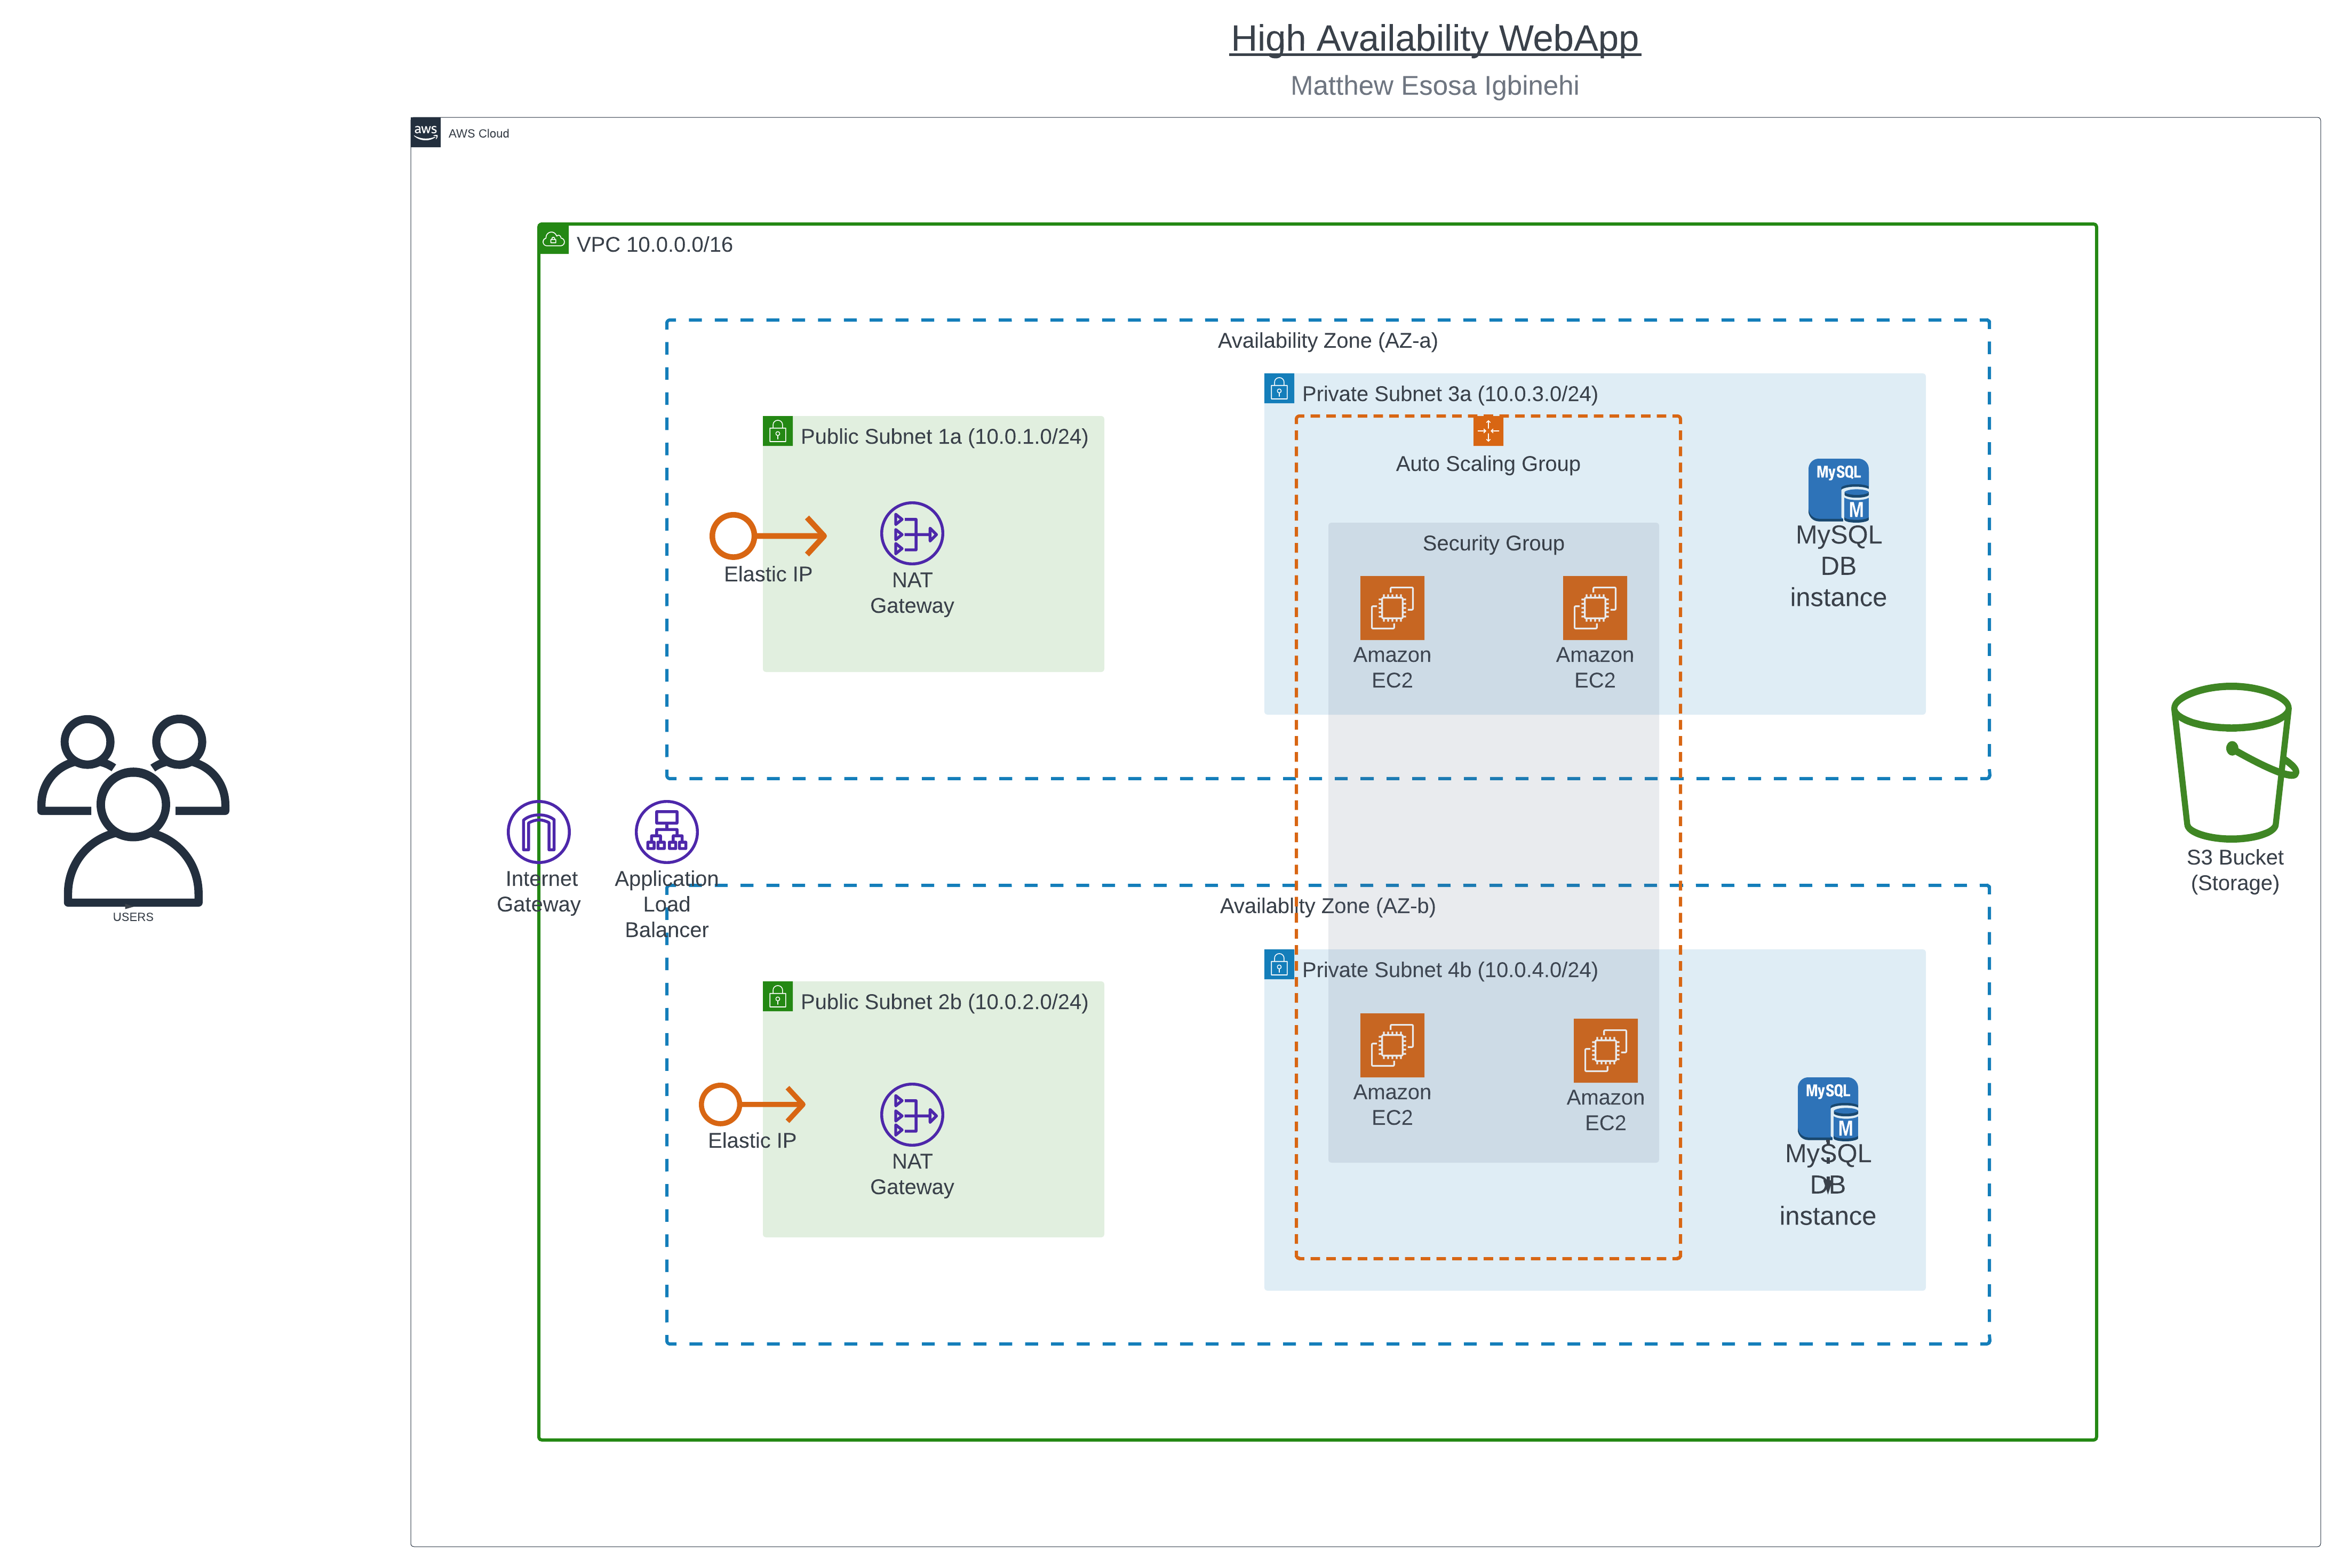 High Availability WebApp
Matthew Esosa Igbinehi
aws
AWS Cloud
VPC 10.0.0.0/16
Availability Zone (AZ-a)
Private Subnet 3a (10.0.3.0/24)
Public Subnet 1a (10.0.1.0/24)
Auto Scaling Group
MySQL
M
MySQL
DB
instance
Elastic IP
NAT
Gateway
Security Group
Amazon
EC2
Amazon
EC2
USERS
Internet
Gateway
Application
Load
Balancer
S3 Bucket
(Storage)
Availablity Zone (AZ-b)
Private Subnet 4b (10.0.4.0/24)
Public Subnet 2b (10.0.2.0/24)
Elastic IP
NAT
Gateway
Amazon
EC2
Amazon
EC2
MySQL
M
MySQL
DB
instance